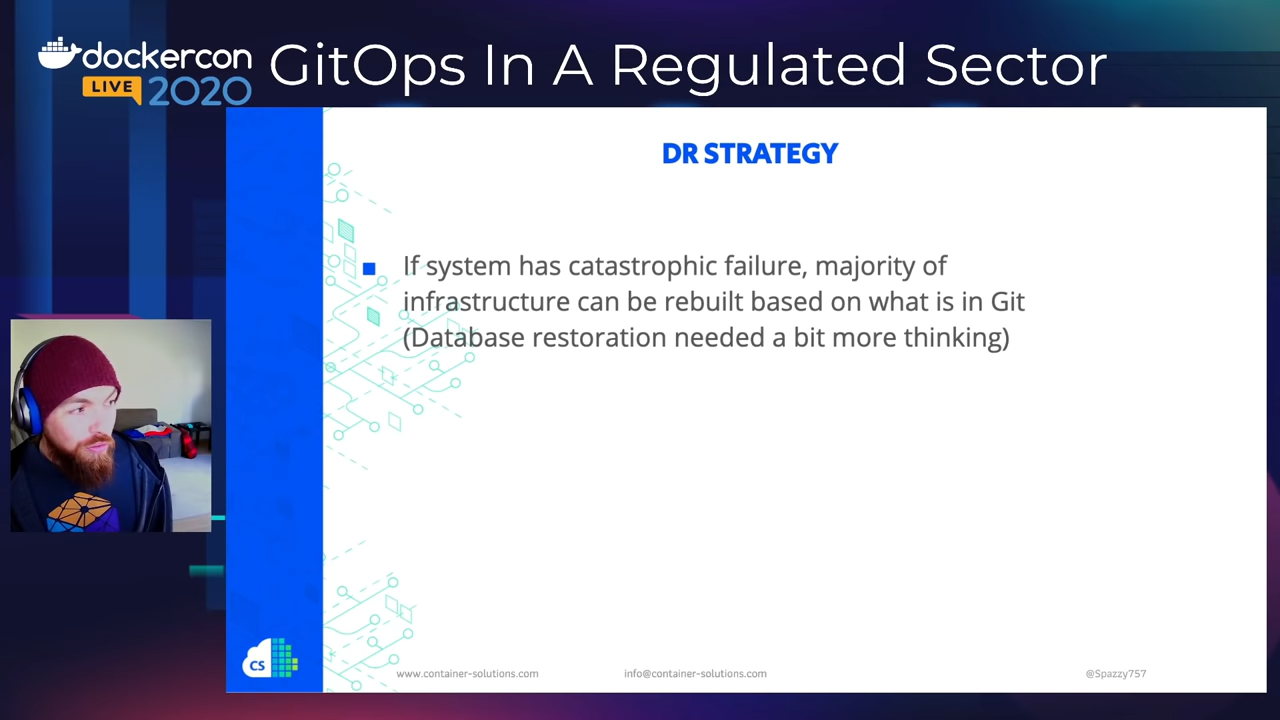 dockercon
LIVE 2020
GitOps In A Regulated Sector
DR STRATEGY
If system has catastrophic failure, majority of
infrastructure can be rebuilt based on what is in Git
(Database restoration needed a bit more thinking)
CS
www.container-solutions.com
info@container-solutions.com
@Spazzy757